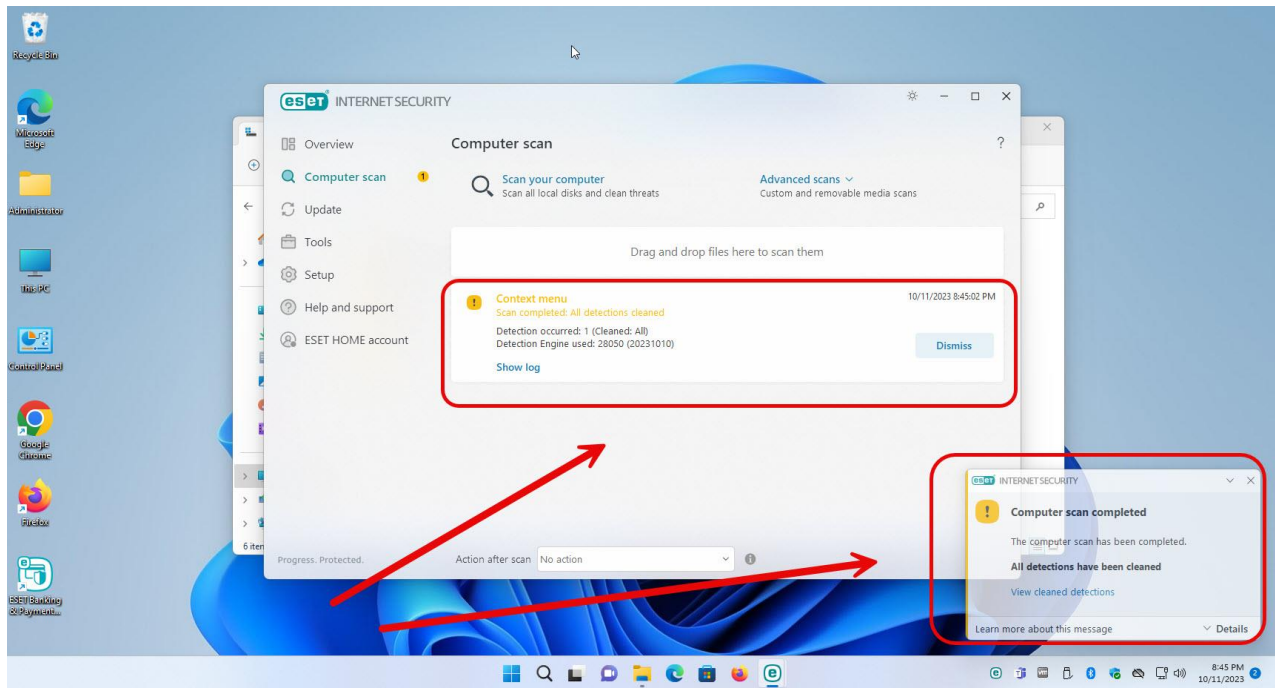 Recycle Bin
Microsoft
Edge
Administrator
This PC
Control Panel
Google
Chrome
Firefox
ESET Banking
& Payment...
eset INTERNET SECURITY
Overview
Computer scan 1
Update
Tools
Setup
Help and support
ESET HOME account
Progress. Protected.
Computer scan
?
Scan your computer
Scan all local disks and clean threats
Advanced scans
Custom and removable media scans
Drag and drop files here to scan them
Context menu
10/11/2023 8:45:02 PM
Scan completed: All detections cleaned
Detection occurred: 1 (Cleaned: All)
Detection Engine used: 28050 (20231010)
Dismiss
Show log
Action after scan No action
eset INTERNET SECURITY
Computer scan completed
The computer scan has been completed.
All detections have been cleaned
View cleaned detections
Learn more about this message Details
8:45 PM
10/11/2023
2